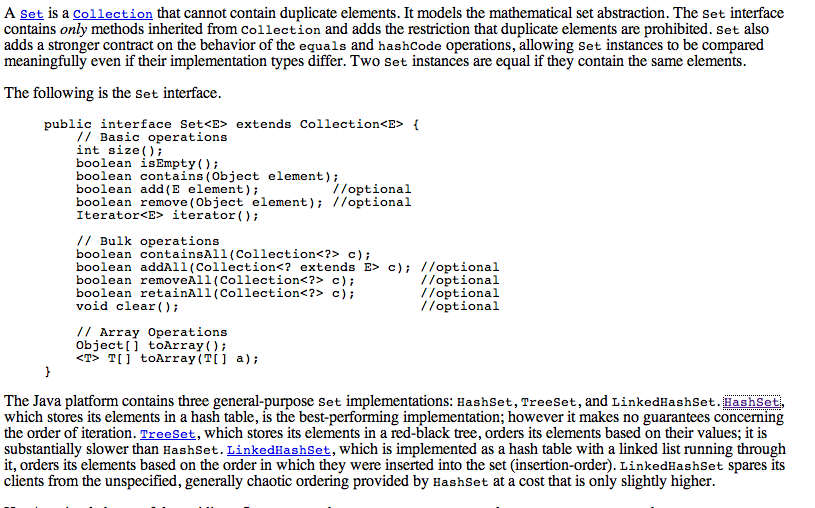 A Set is a Collection that cannot contain duplicate elements. It models the mathematical set abstraction. The Set interface
contains only methods inherited from Collection and adds the restriction that duplicate elements are prohibited. Set also
adds a stronger contract on the behavior of the equals and hashCode operations, allowing Set instances to be compared
meaningfully even if their implementation types differ. Two Set instances are equal if they contain the same elements.
The following is the Set interface.
public interface Set<E> extends Collection<E> {
// Basic operations
int size();
boolean isEmpty();
boolean contains(Object element);
boolean add(E element);         //optional
boolean remove(Object element); //optional
Iterator<E> iterator();
// Bulk operations
boolean containsAll(Collection<?> c);
boolean addAll(Collection<? extends E> c); //optional
boolean removeAll(Collection<?> c);        //optional
boolean retainAll(Collection<?> c);        //optional
void clear();                              //optional
// Array Operations
Object[] toArray();
<T> T[] toArray(T[] a);
}
The Java platform contains three general-purpose Set implementations: HashSet, TreeSet, and LinkedHashSet. HashSet,
which stores its elements in a hash table, is the best-performing implementation; however it makes no guarantees concerning
the order of iteration. TreeSet, which stores its elements in a red-black tree, orders its elements based on their values; it is
substantially slower than HashSet. LinkedHashSet, which is implemented as a hash table with a linked list running through
it, orders its elements based on the order in which they were inserted into the set (insertion-order). LinkedHashSet spares its
clients from the unspecified, generally chaotic ordering provided by HashSet at a cost that is only slightly higher.